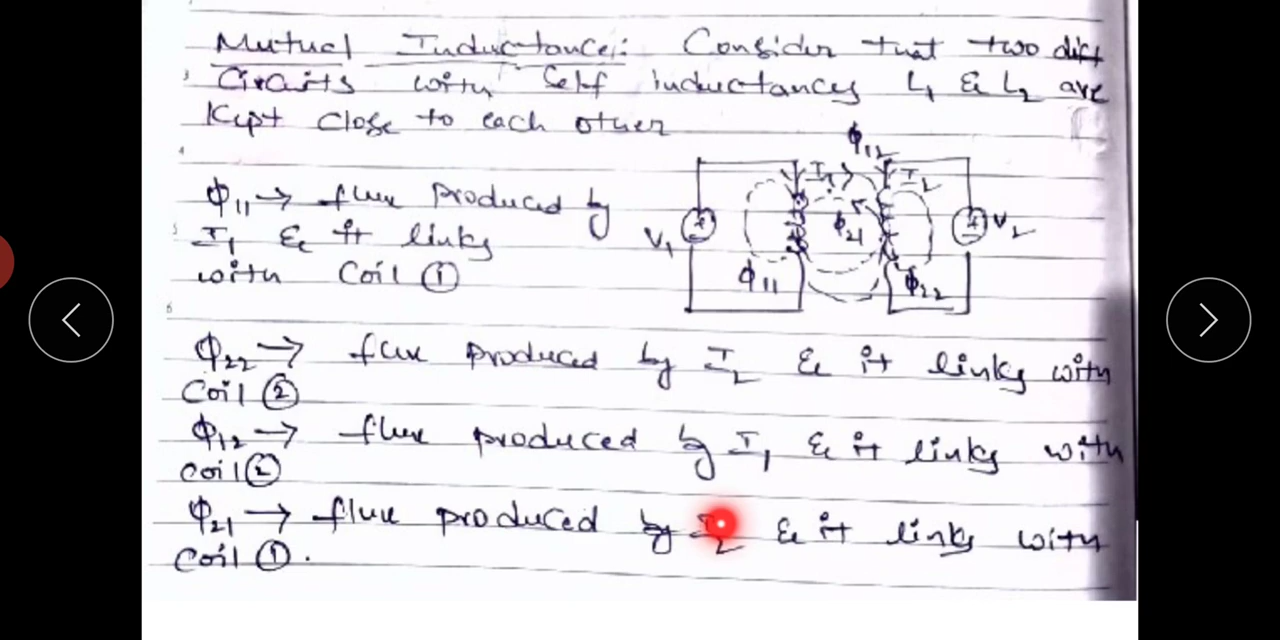 Mutual Inductance: Consider that two diff
Circuits with self inductances L₁ & L₂ are
Kept close to each other
ϕ₁₂
I₁ I₂
ϕ₁₁ → flux produced by
I₁ & it links
with Coil ①
V₁ + ϕ₂₁ + V₂
ϕ₁₁ ϕ₂₂
ϕ₂₂ → flux produced by I₂ & it links with
Coil ②
ϕ₁₂ → flux produced by I₁ & it links with
Coil ②
ϕ₂₁ → flux produced by I₂ & it links with
Coil ①.